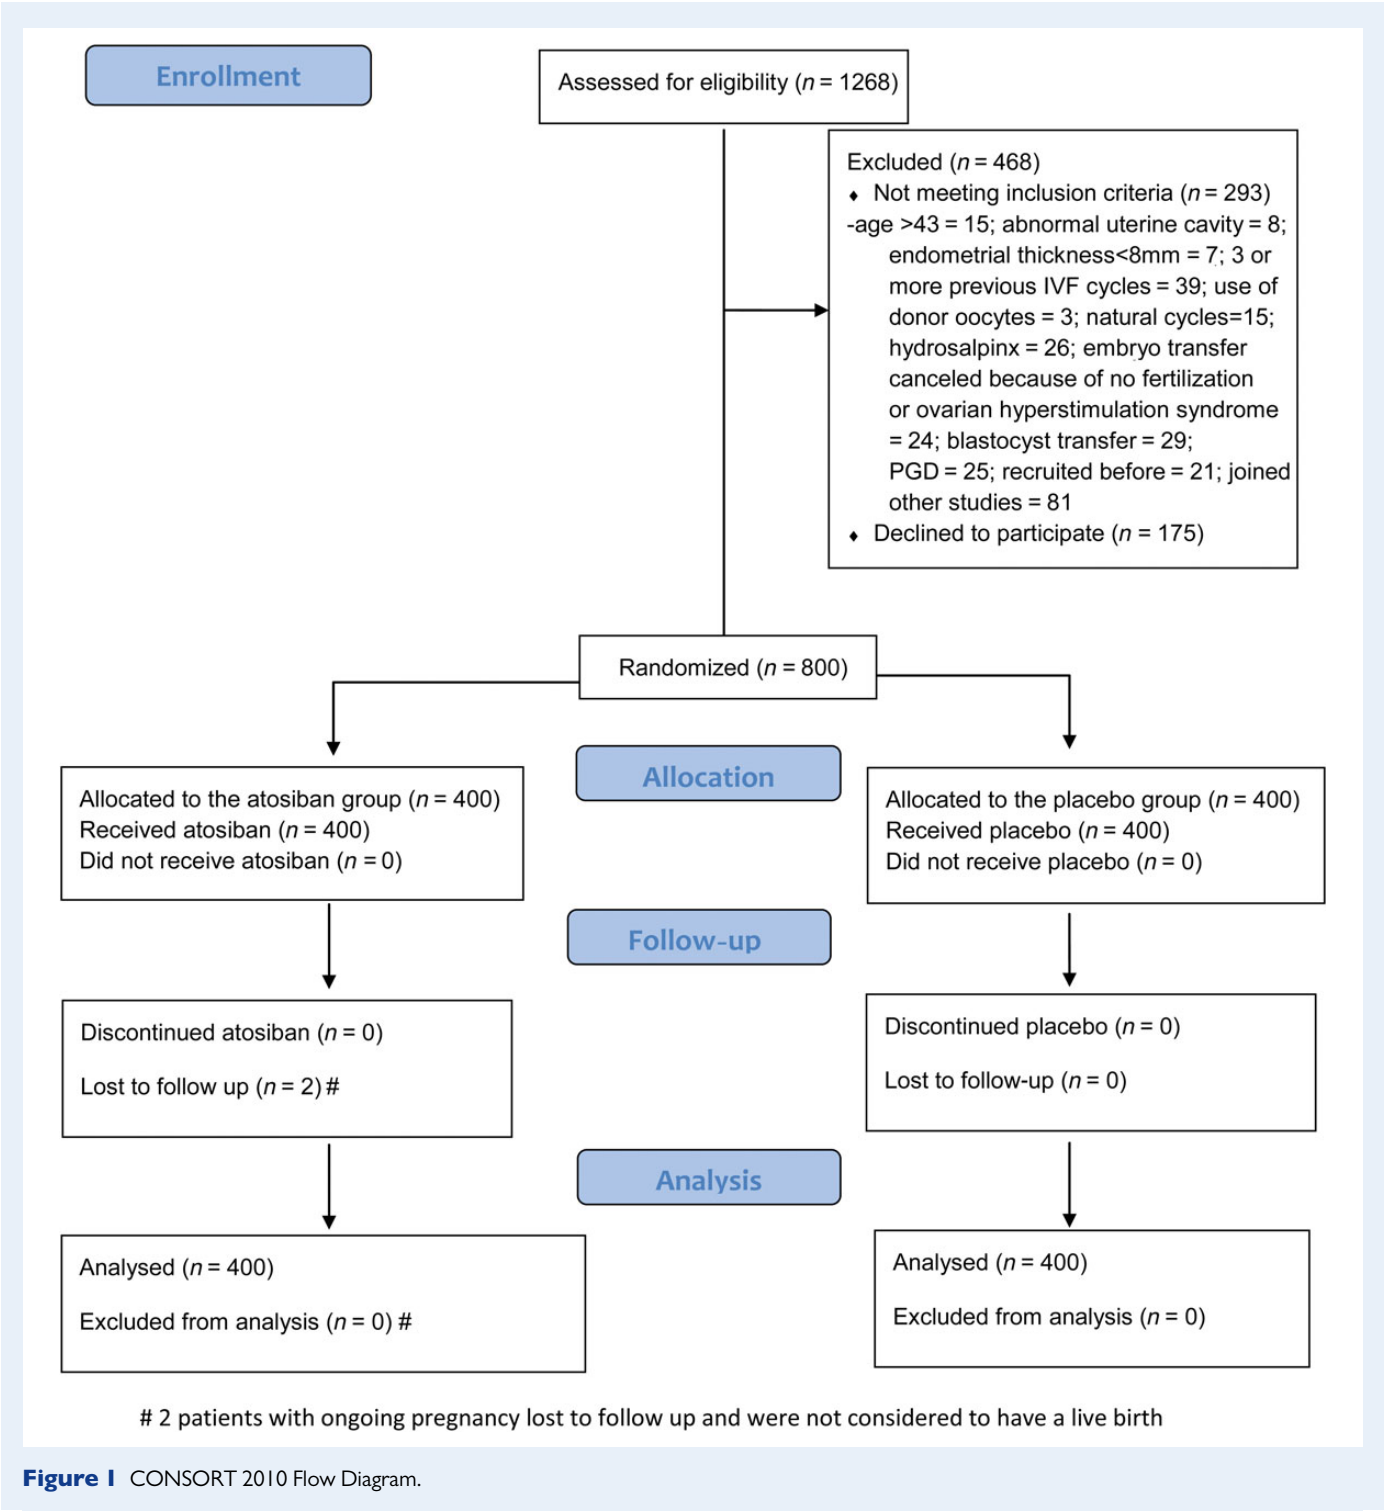 Enrollment
Assessed for eligibility (n = 1268)
Excluded (n = 468)
♦ Not meeting inclusion criteria (n = 293)
-age >43 = 15; abnormal uterine cavity = 8;
endometrial thickness<8mm = 7; 3 or
more previous IVF cycles = 39; use of
donor oocytes = 3; natural cycles=15;
hydrosalpinx = 26; embryo transfer
canceled because of no fertilization
or ovarian hyperstimulation syndrome
= 24; blastocyst transfer = 29;
PGD = 25; recruited before = 21; joined
other studies = 81
♦ Declined to participate (n = 175)
Randomized (n = 800)
Allocation
Allocated to the atosiban group (n = 400)
Received atosiban (n = 400)
Did not receive atosiban (n = 0)
Allocated to the placebo group (n = 400)
Received placebo (n = 400)
Did not receive placebo (n = 0)
Follow-up
Discontinued atosiban (n = 0)
Lost to follow up (n = 2) #
Discontinued placebo (n = 0)
Lost to follow-up (n = 0)
Analysis
Analysed (n = 400)
Excluded from analysis (n = 0) #
Analysed (n = 400)
Excluded from analysis (n = 0)
# 2 patients with ongoing pregnancy lost to follow up and were not considered to have a live birth
Figure 1 CONSORT 2010 Flow Diagram.